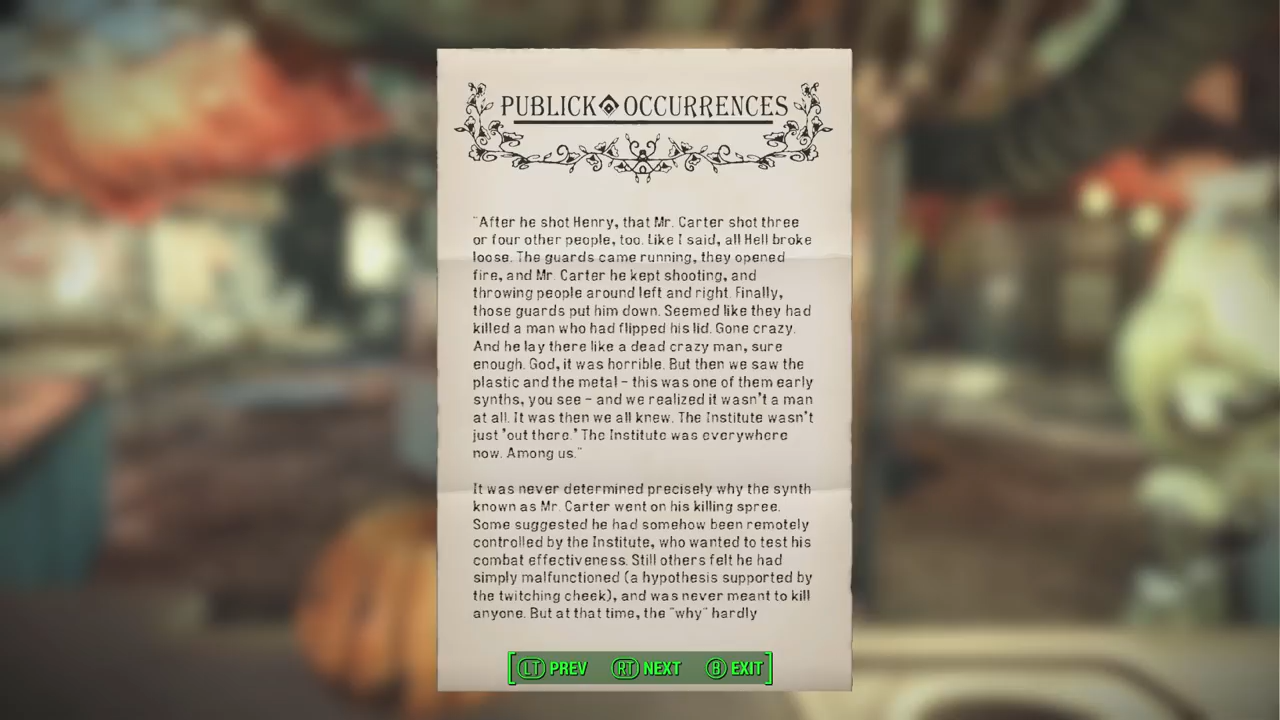 PUBLICK OCCURRENCES
"After he shot Henry, that Mr. Carter shot three
or four other people, too. Like I said, all Hell broke
loose. The guards came running, they opened
fire, and Mr. Carter he kept shooting, and
throwing people around left and right. Finally,
those guards put him down. Seemed like they had
killed a man who had flipped his lid. Gone crazy.
And he lay there like a dead crazy man, sure
enough. God, it was horrible. But then we saw the
plastic and the metal - this was one of them early
synths, you see - and we realized it wasn't a man
at all. It was then we all knew. The Institute wasn't
just 'out there.' The Institute was everywhere
now. Among us."
It was never determined precisely why the synth
known as Mr. Carter went on his killing spree.
Some suggested he had somehow been remotely
controlled by the Institute, who wanted to test his
combat effectiveness. Still others felt he had
simply malfunctioned (a hypothesis supported by
the twitching cheek), and was never meant to kill
anyone. But at that time, the "why" hardly
LT PREV RT NEXT B EXIT